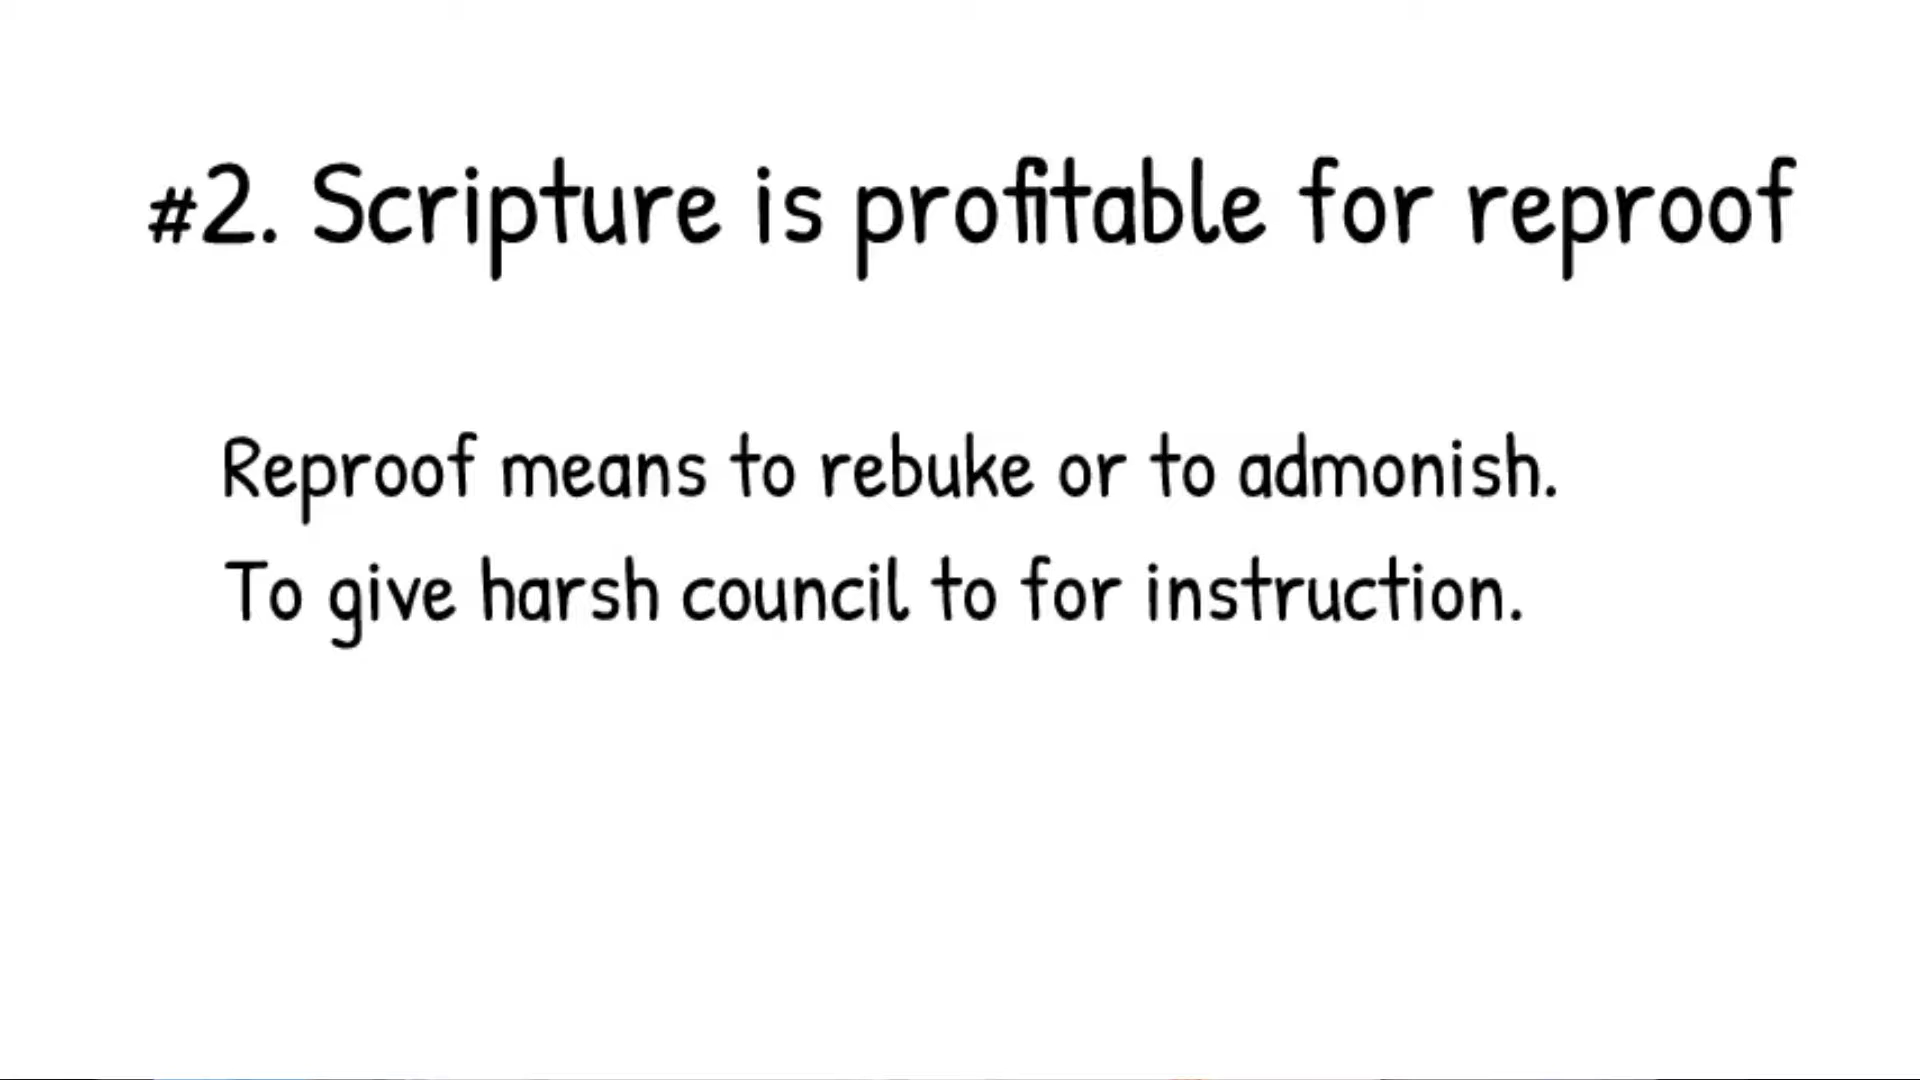 #2. Scripture is profitable for reproof
Reproof means to rebuke or to admonish.
To give harsh council to for instruction.